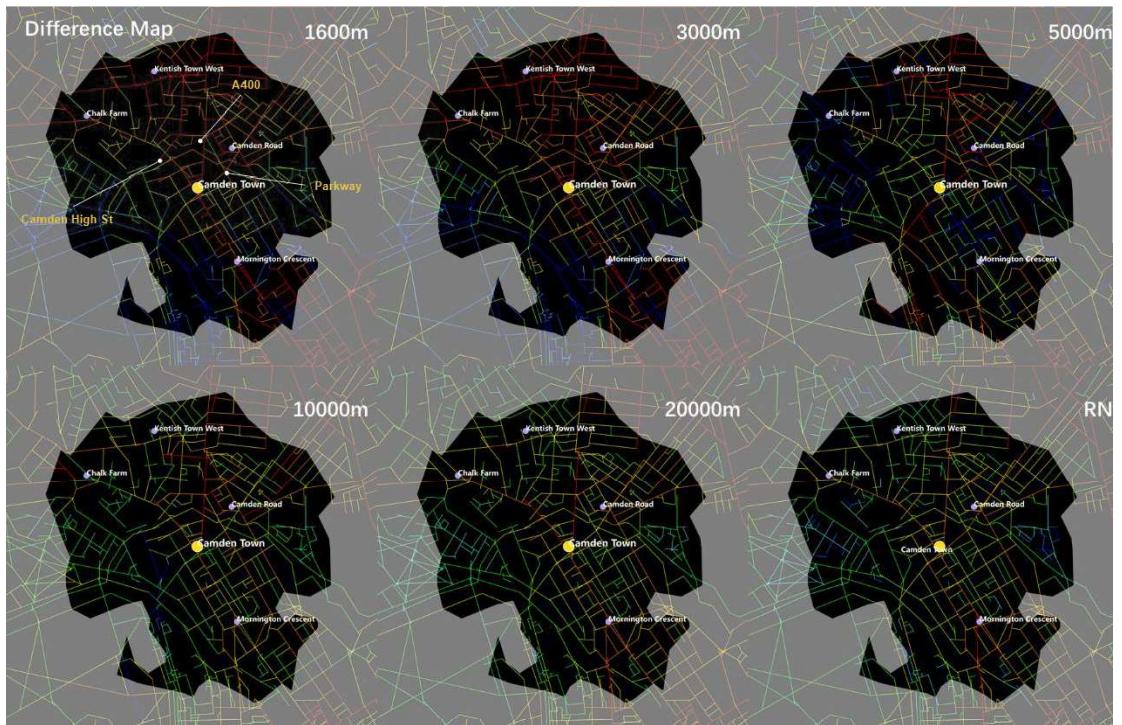 Difference Map
1600m
Kentish Town West
A400
Chalk Farm
Camden Road
Camden Town
Parkway
Camden High St
Mornington Crescent
3000m
Kentish Town West
Chalk Farm
Camden Road
Camden Town
Mornington Crescent
5000m
Kentish Town West
Chalk Farm
Camden Road
Camden Town
Mornington Crescent
10000m
Kentish Town West
Chalk Farm
Camden Road
Camden Town
Mornington Crescent
20000m
Kentish Town West
Chalk Farm
Camden Road
Camden Town
Mornington Crescent
RN
Kentish Town West
Chalk Farm
Camden Road
Camden Town
Mornington Crescent